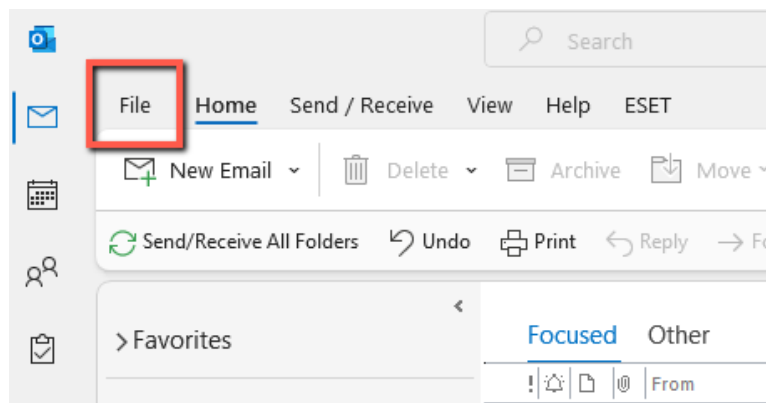 Search
File Home Send / Receive View Help ESET
New Email Delete Archive Move
Send/Receive All Folders Undo Print Reply
Favorites
Focused Other
! From